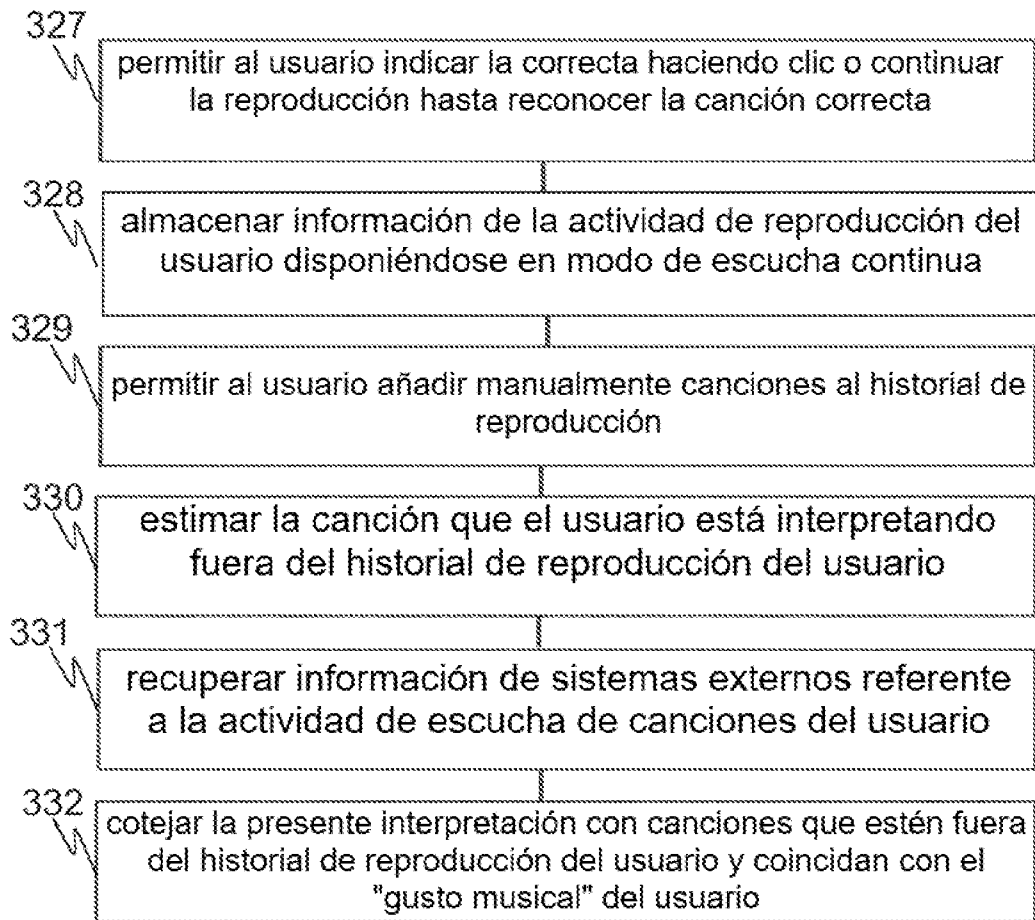 327
permitir al usuario indicar la correcta haciendo clic o continuar
la reproducción hasta reconocer la canción correcta
328
almacenar información de la actividad de reproducción del
usuario disponiéndose en modo de escucha continua
329
permitir al usuario añadir manualmente canciones al historial de
reproducción
330
estimar la canción que el usuario está interpretando
fuera del historial de reproducción del usuario
331
recuperar información de sistemas externos referente
a la actividad de escucha de canciones del usuario
332
cotejar la presente interpretación con canciones que estén fuera
del historial de reproducción del usuario y coincidan con el
"gusto musical" del usuario